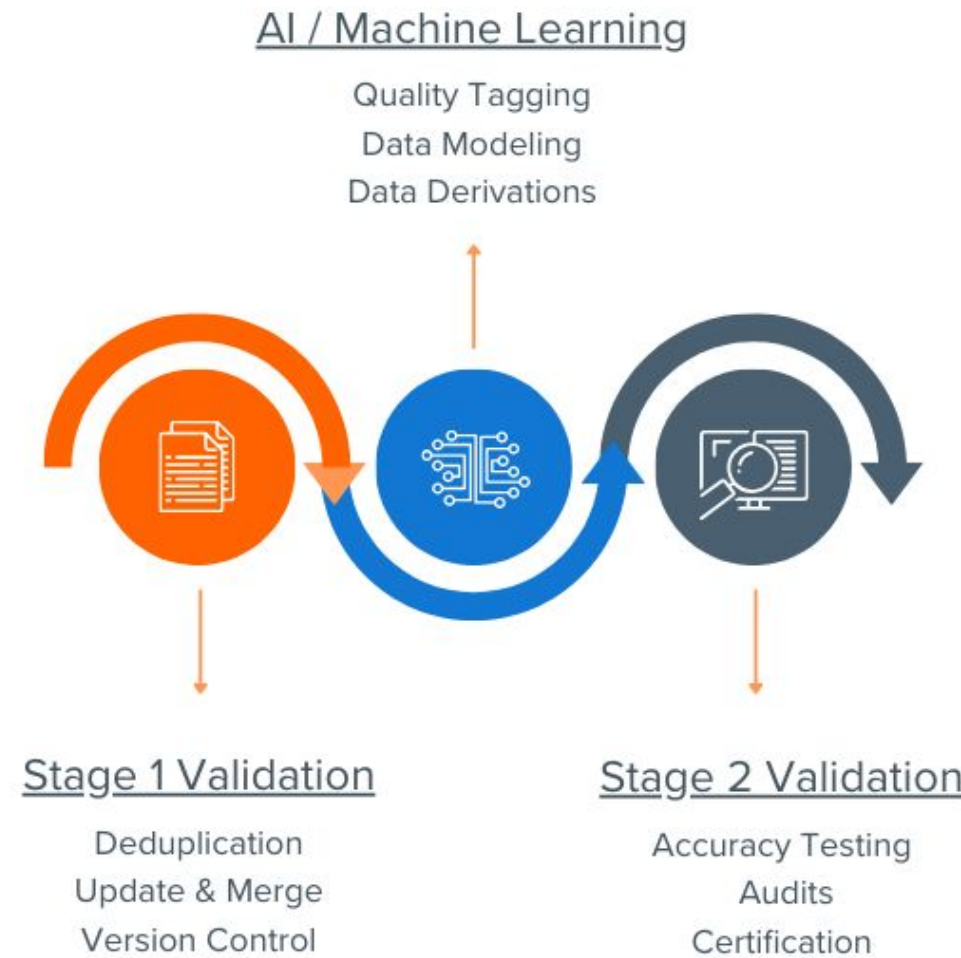 AI / Machine Learning
Quality Tagging
Data Modeling
Data Derivations
Stage 1 Validation
Deduplication
Update & Merge
Version Control
Stage 2 Validation
Accuracy Testing
Audits
Certification